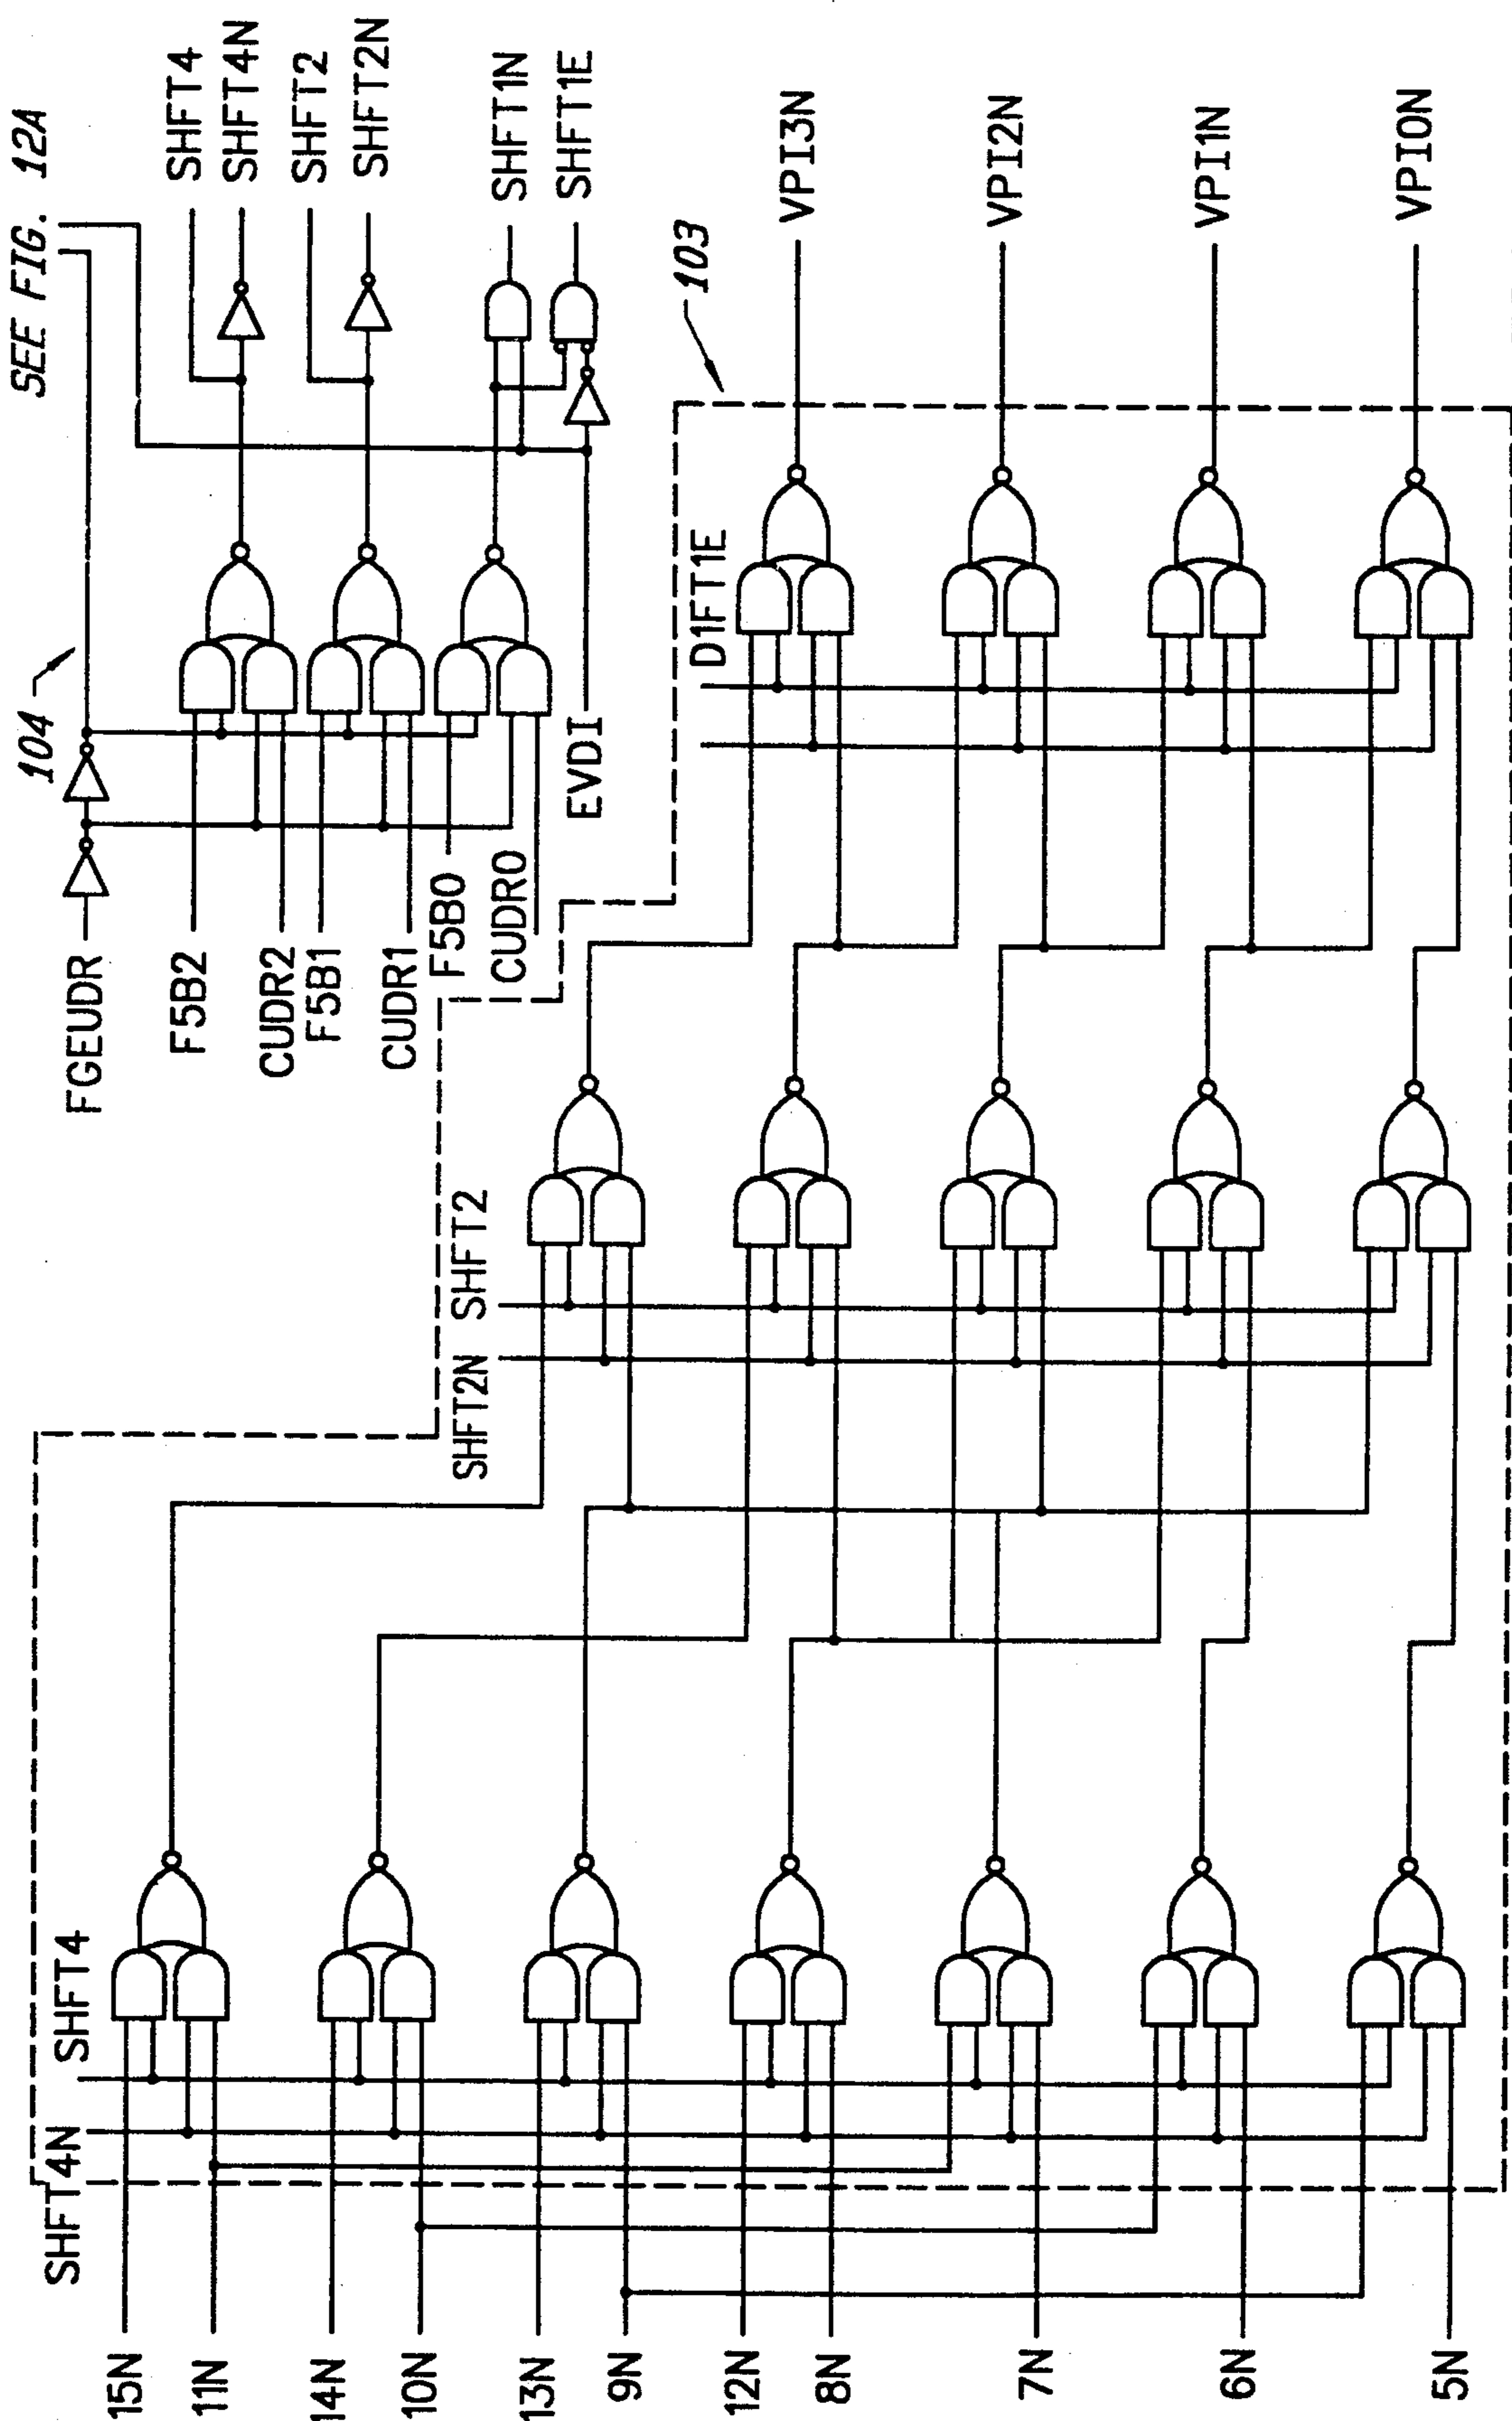 SEE FIG. 12A
104
SHFT4
SHFT4N
SHFT2
SHFT2N
SHFT1N
SHFT1E
FGEUDR
F5B2
CUDR2
F5B1
CUDR1
F5B0
CUDR0
EVDI
103
D1FT1E
VPI3N
VPI2N
VPI1N
VPI0N
SHFT2
SHFT2N
SHFT4
SHFT4N
15N
11N
14N
10N
13N
9N
12N
8N
7N
6N
5N